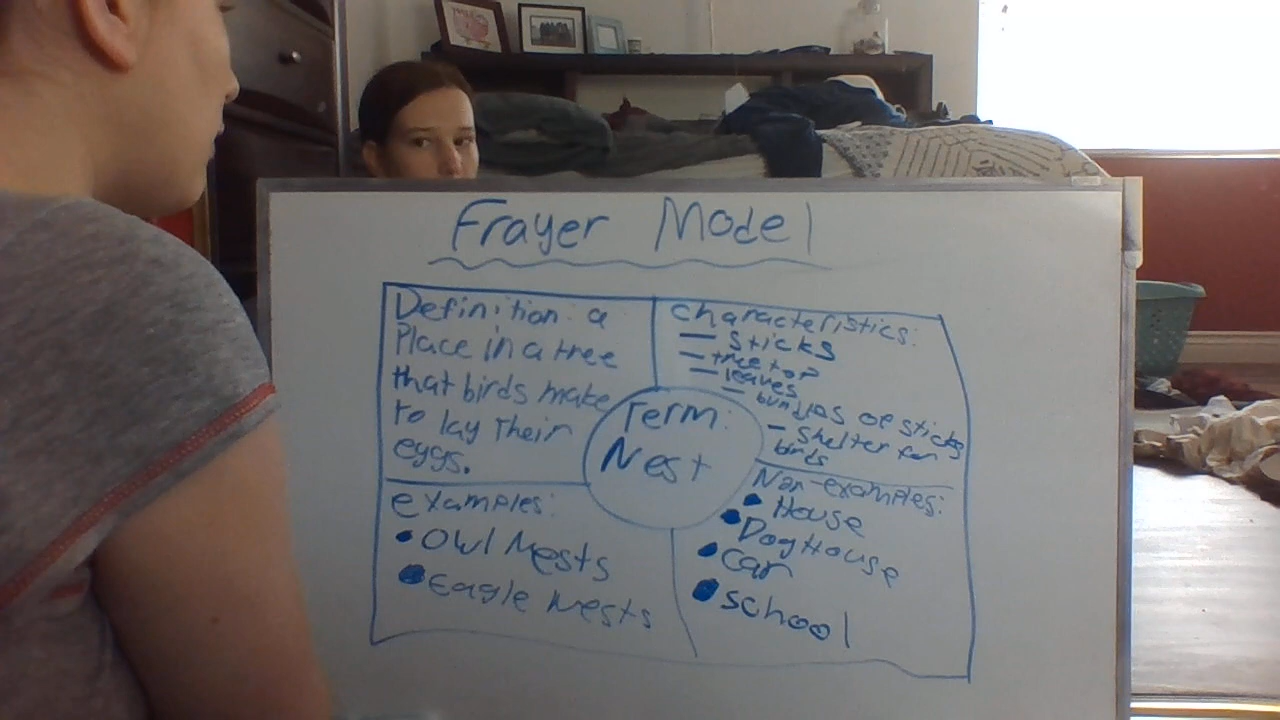 Frayer Model
Definition: a
Place in a tree
that birds make
to lay Their
eggs.
characteristics:
- sticks
- tree top
- leaves
- bundles of sticks
- Shelter for
birds
Term:
Nest
examples:
• Owl Nests
• Eagle Nests
Non-examples:
• House
• Dog House
• Car
• School